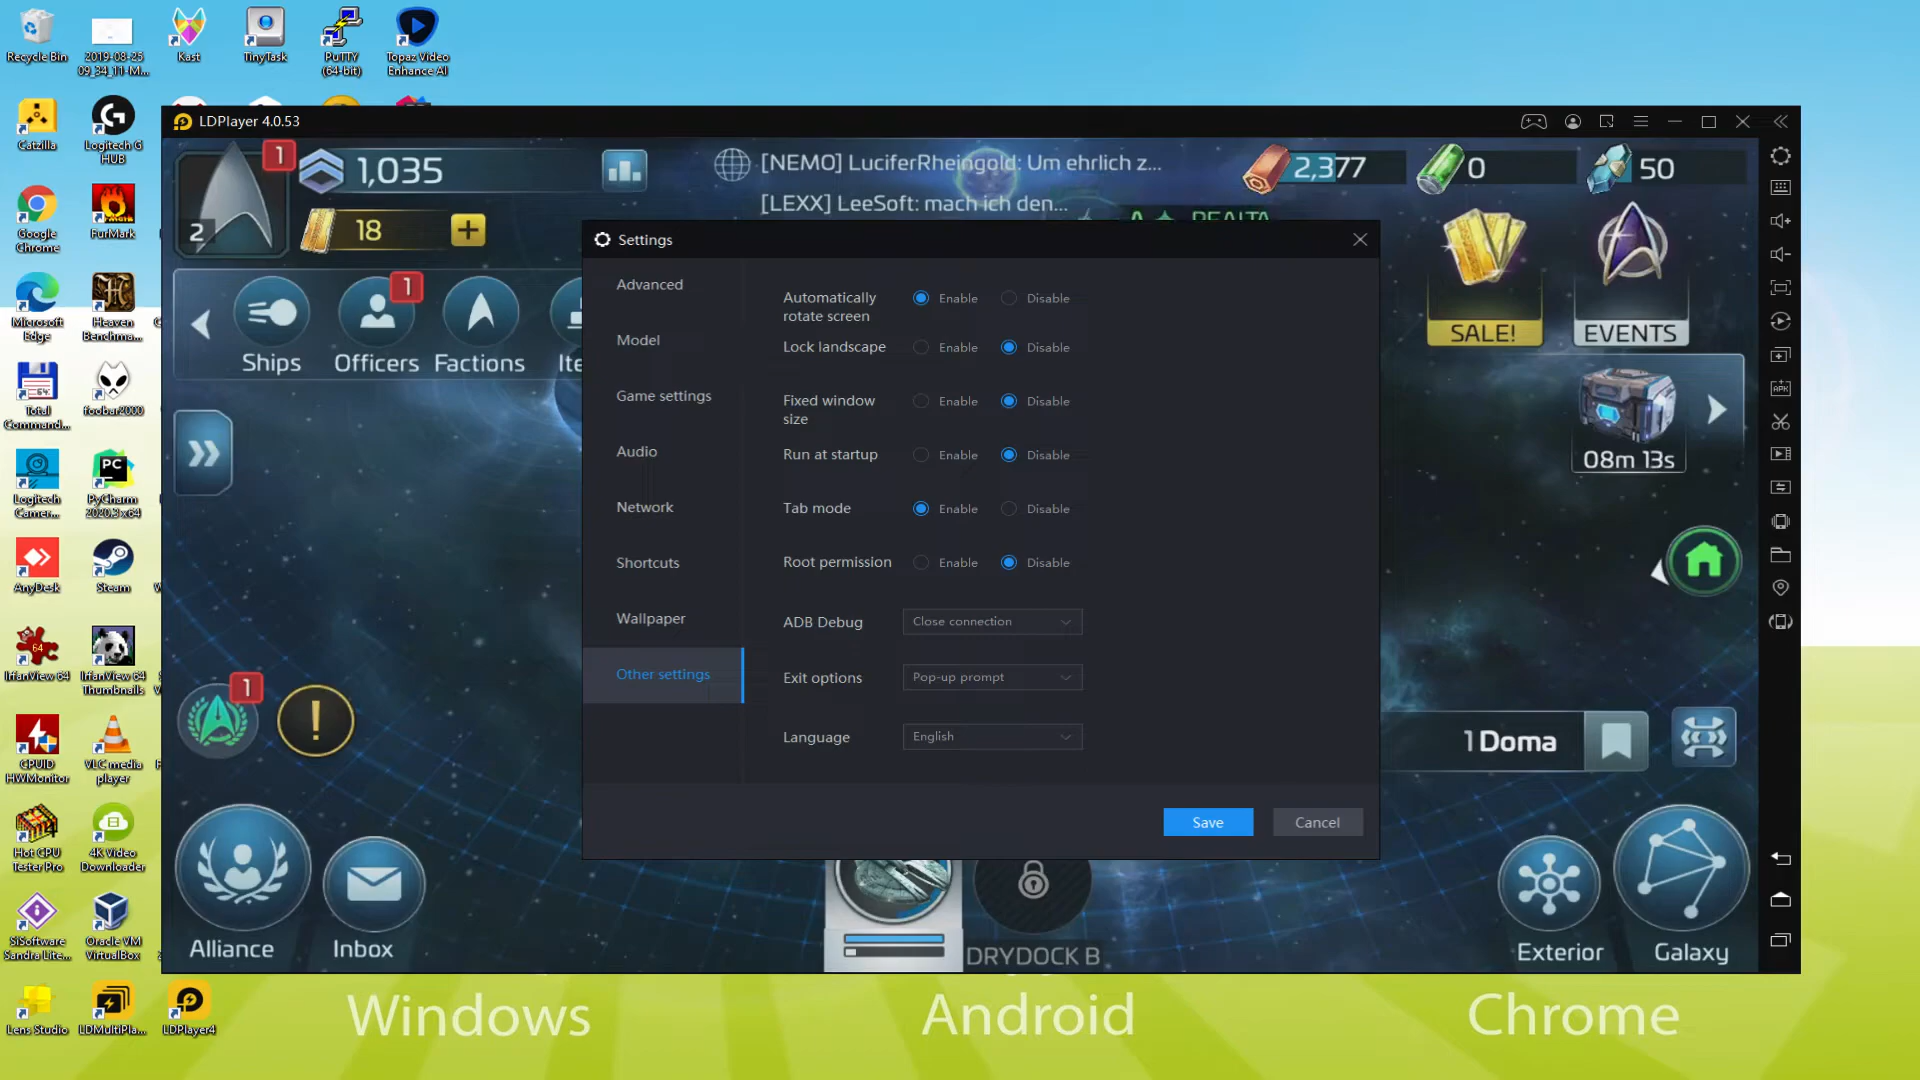 Recycle Bin
2019-08-25
09_34_11-M...
Kast
TinyTask
PuTTY
(64-bit)
Topaz Video
Enhance AI
Catzilla
Logitech G
HUB
Google
Chrome
FurMark
Microsoft
Edge
Heaven
Benchma...
Total
Command...
foobar2000
Logitech
Camer...
PyCharm
2020.3 x64
AnyDesk
Steam
IrfanView 64
IrfanView 64
Thumbnails
CPUID
HWMonitor
VLC media
player
Hot CPU
Tester Pro
4K Video
Downloader
SiSoftware
Sandra Lite...
Oracle VM
VirtualBox
Lens Studio
LDMultiPla...
LDPlayer4
LDPlayer 4.0.53
1
1,035
2
18
[NEMO] LuciferRheingold: Um ehrlich z...
[LEXX] LeeSoft: mach ich den...
2,377
0
50
SALE!
EVENTS
1
Ships
Officers
Factions
Ite
08m 13s
Settings
Advanced
Model
Game settings
Audio
Network
Shortcuts
Wallpaper
Other settings
Automatically
rotate screen
Enable
Disable
Lock landscape
Enable
Disable
Fixed window
size
Enable
Disable
Run at startup
Enable
Disable
Tab mode
Enable
Disable
Root permission
Enable
Disable
ADB Debug
Close connection
Exit options
Pop-up prompt
Language
English
Save
Cancel
1
!
1 Doma
Alliance
Inbox
DRYDOCK B
Exterior
Galaxy
APK
Windows
Android
Chrome